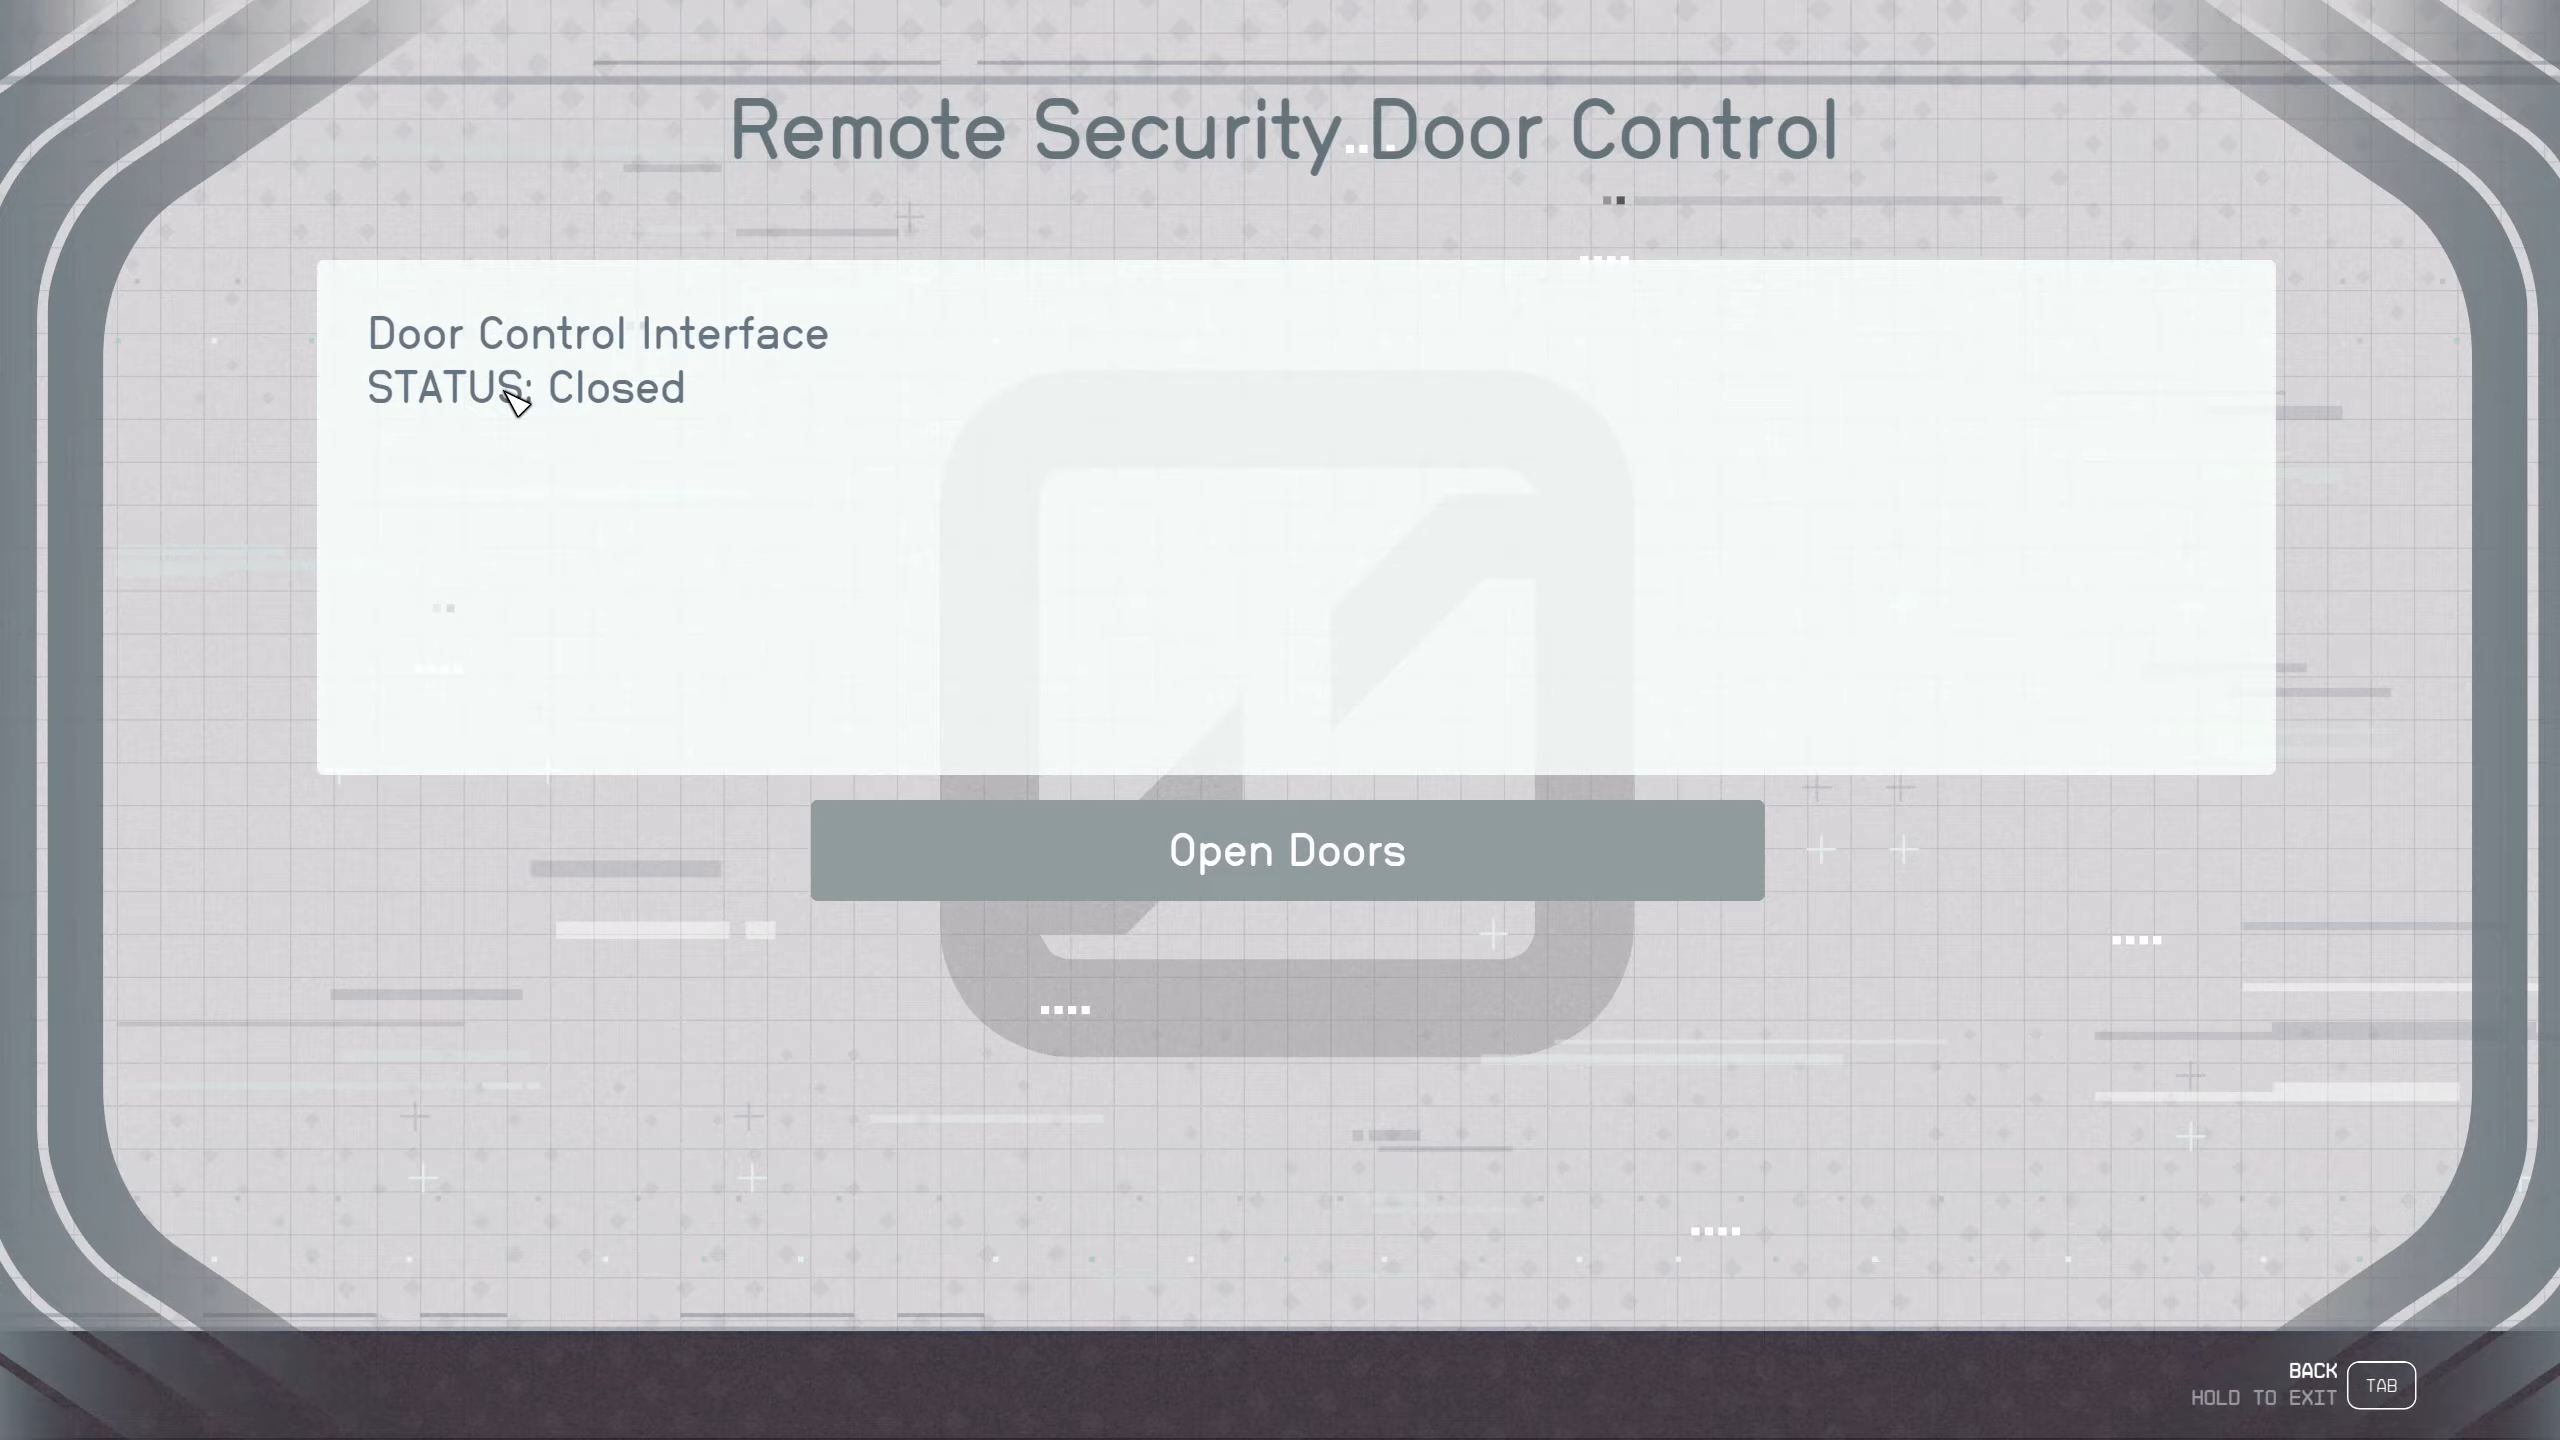 Remote Security Door Control
Door Control Interface
STATUS: Closed
Open Doors
BACK
HOLD TO EXIT
TAB